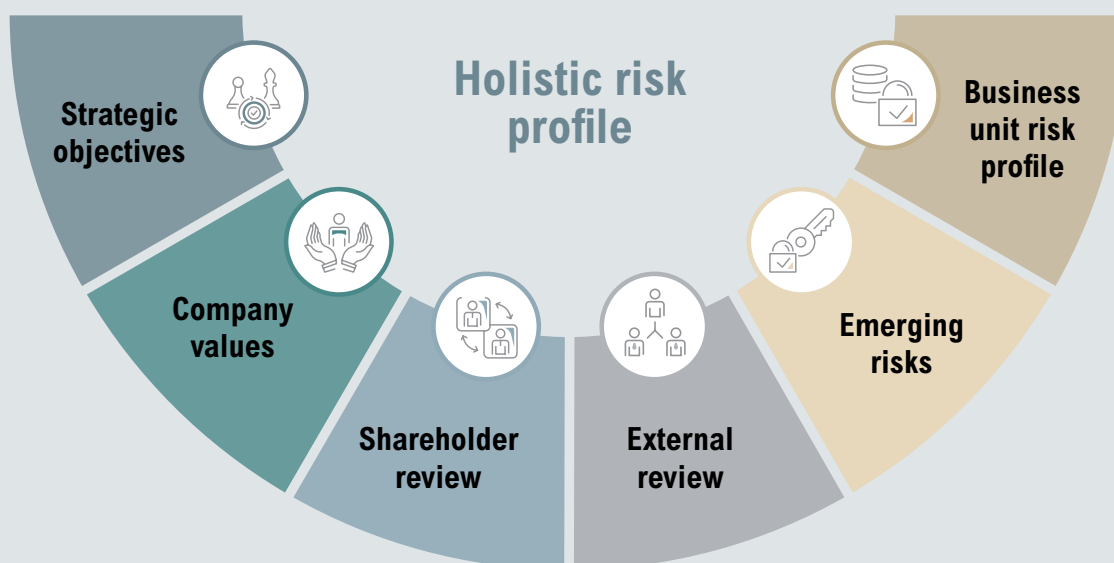 Holistic risk
profile
Strategic
objectives
Company
values
Shareholder
review
External
review
Emerging
risks
Business
unit risk
profile